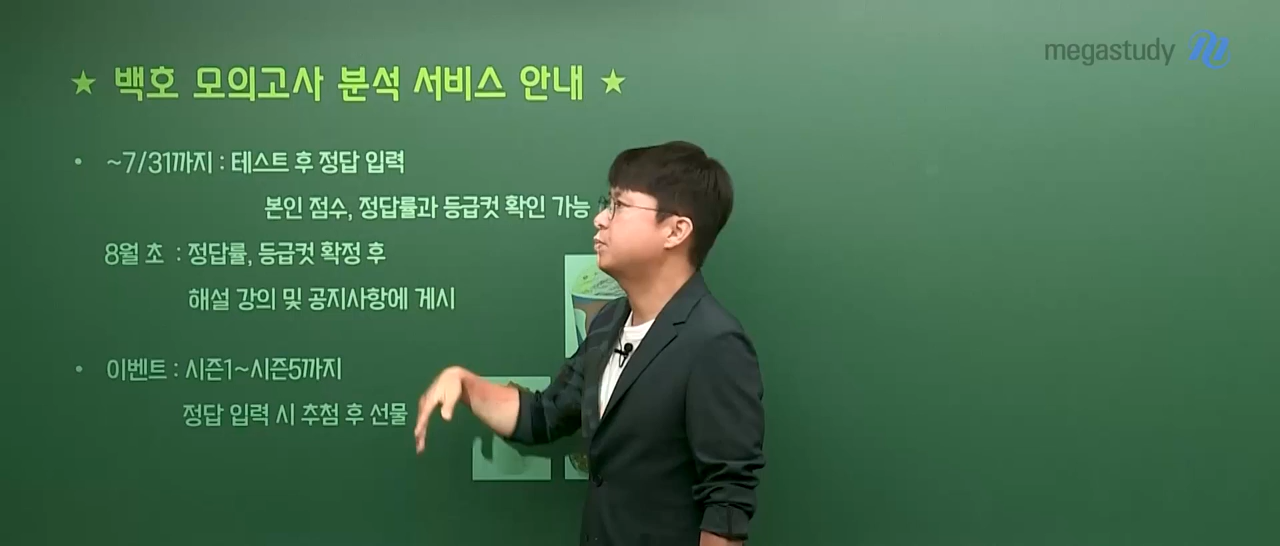 megastudy
★ 백호 모의고사 분석 서비스 안내 ★
• ~7/31까지 : 테스트 후 정답 입력
본인 점수, 정답률과 등급컷 확인 가능
8월 초 : 정답률, 등급컷 확정 후
해설 강의 및 공지사항에 게시
• 이벤트 : 시즌1~시즌5까지
정답 입력 시 추첨 후 선물